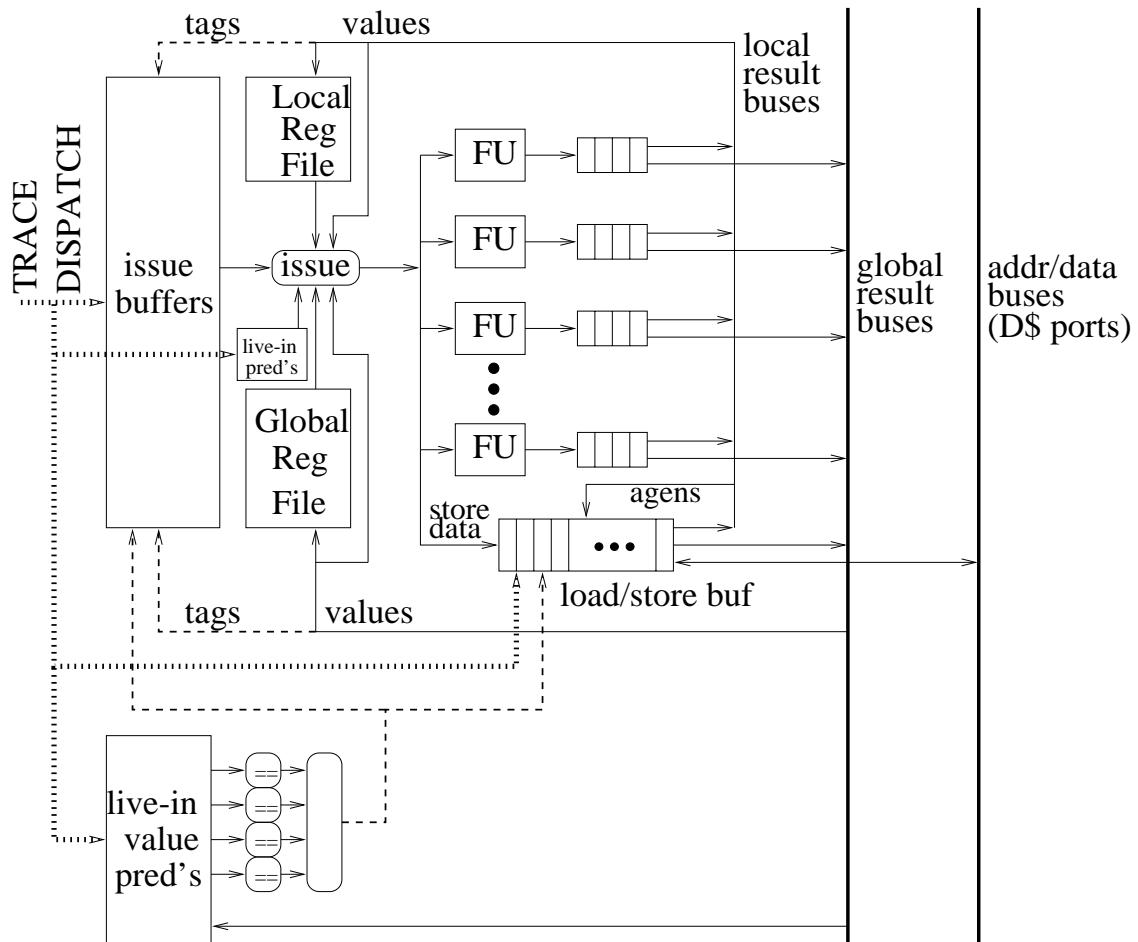 tags
values
local
result
buses
Local
Reg
File
TRACE
DISPATCH
FU
FU
FU
FU
issue
buffers
issue
live-in
pred's
Global
Reg
File
global
result
buses
addr/data
buses
(D$ ports)
agens
store
data
load/store buf
tags
values
live-in
value
pred's
==
==
==
==